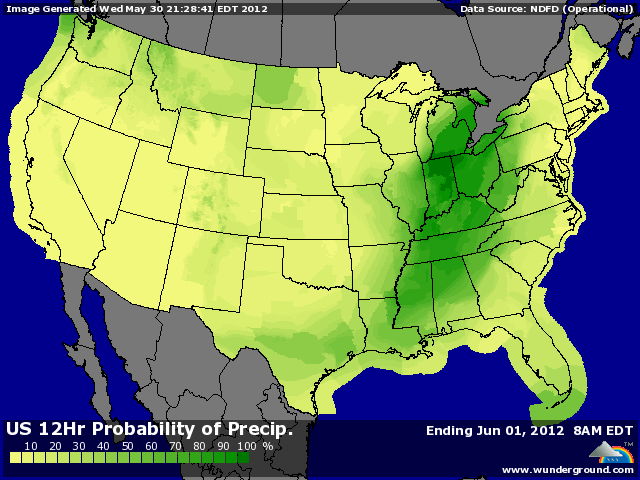 Image Generated Wed May 30 21:28:41 EDT 2012 Data Source: NDFD (Operational)
US 12Hr Probability of Precip. Ending Jun 01, 2012 8AM EDT
10 20 30 40 50 60 70 80 90 100 %
TM
www.wunderground.com